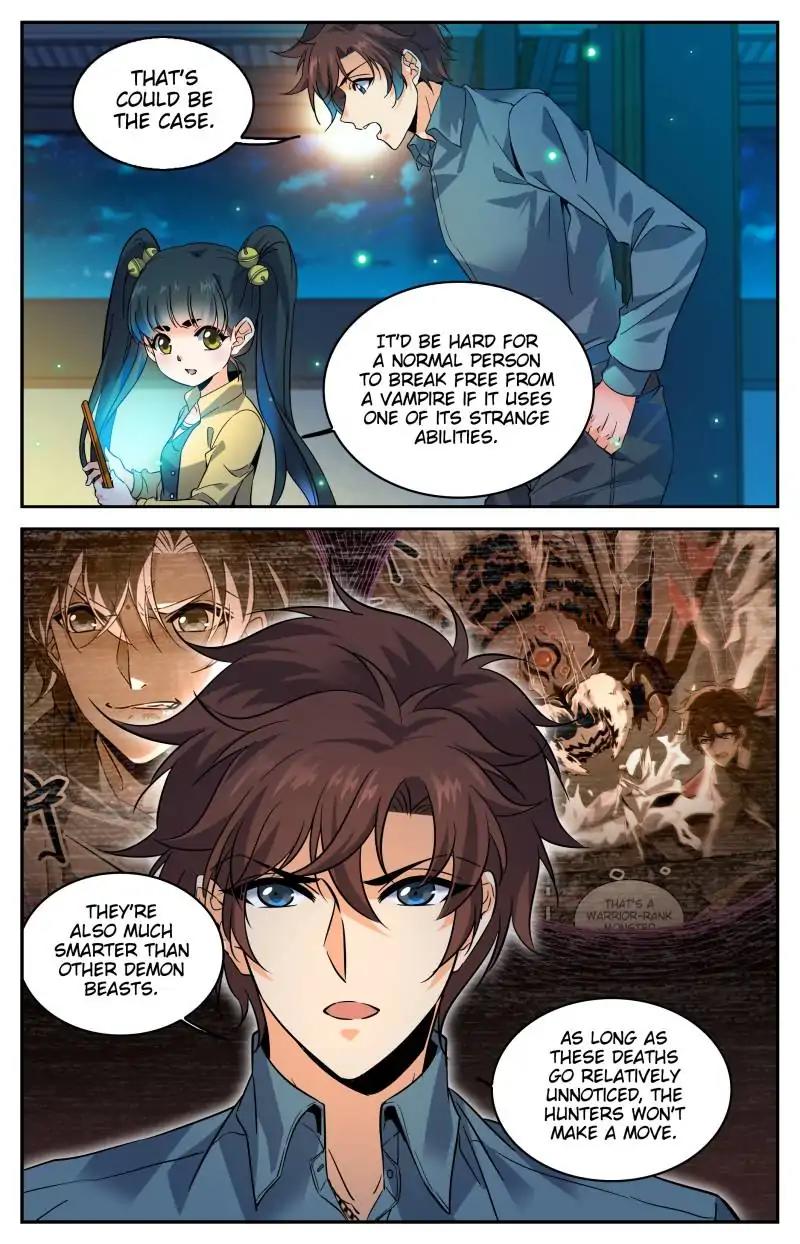 THAT'S
COULD BE
THE CASE.
IT'D BE HARD FOR
A NORMAL PERSON
TO BREAK FREE FROM
A VAMPIRE IF IT USES
ONE OF ITS STRANGE
ABILITIES.
THEY'RE
ALSO MUCH
SMARTER THAN
OTHER DEMON
BEASTS.
THAT'S A
WARRIOR-RANK
MONSTER
AS LONG AS
THESE DEATHS
GO RELATIVELY
UNNOTICED, THE
HUNTERS WON'T
MAKE A MOVE.